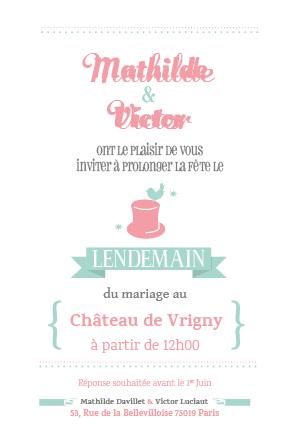 Mathilde
&
Victor
ont le plaisir de vous
inviter à prolonger la fête le
LENDEMAIN
du mariage au
Château de Vrigny
à partir de 12h00
Réponse souhaitée avant le 1er Juin
Mathilde Davillet & Victor Luciaut
53, Rue de la Bellevilloise 75019 Paris